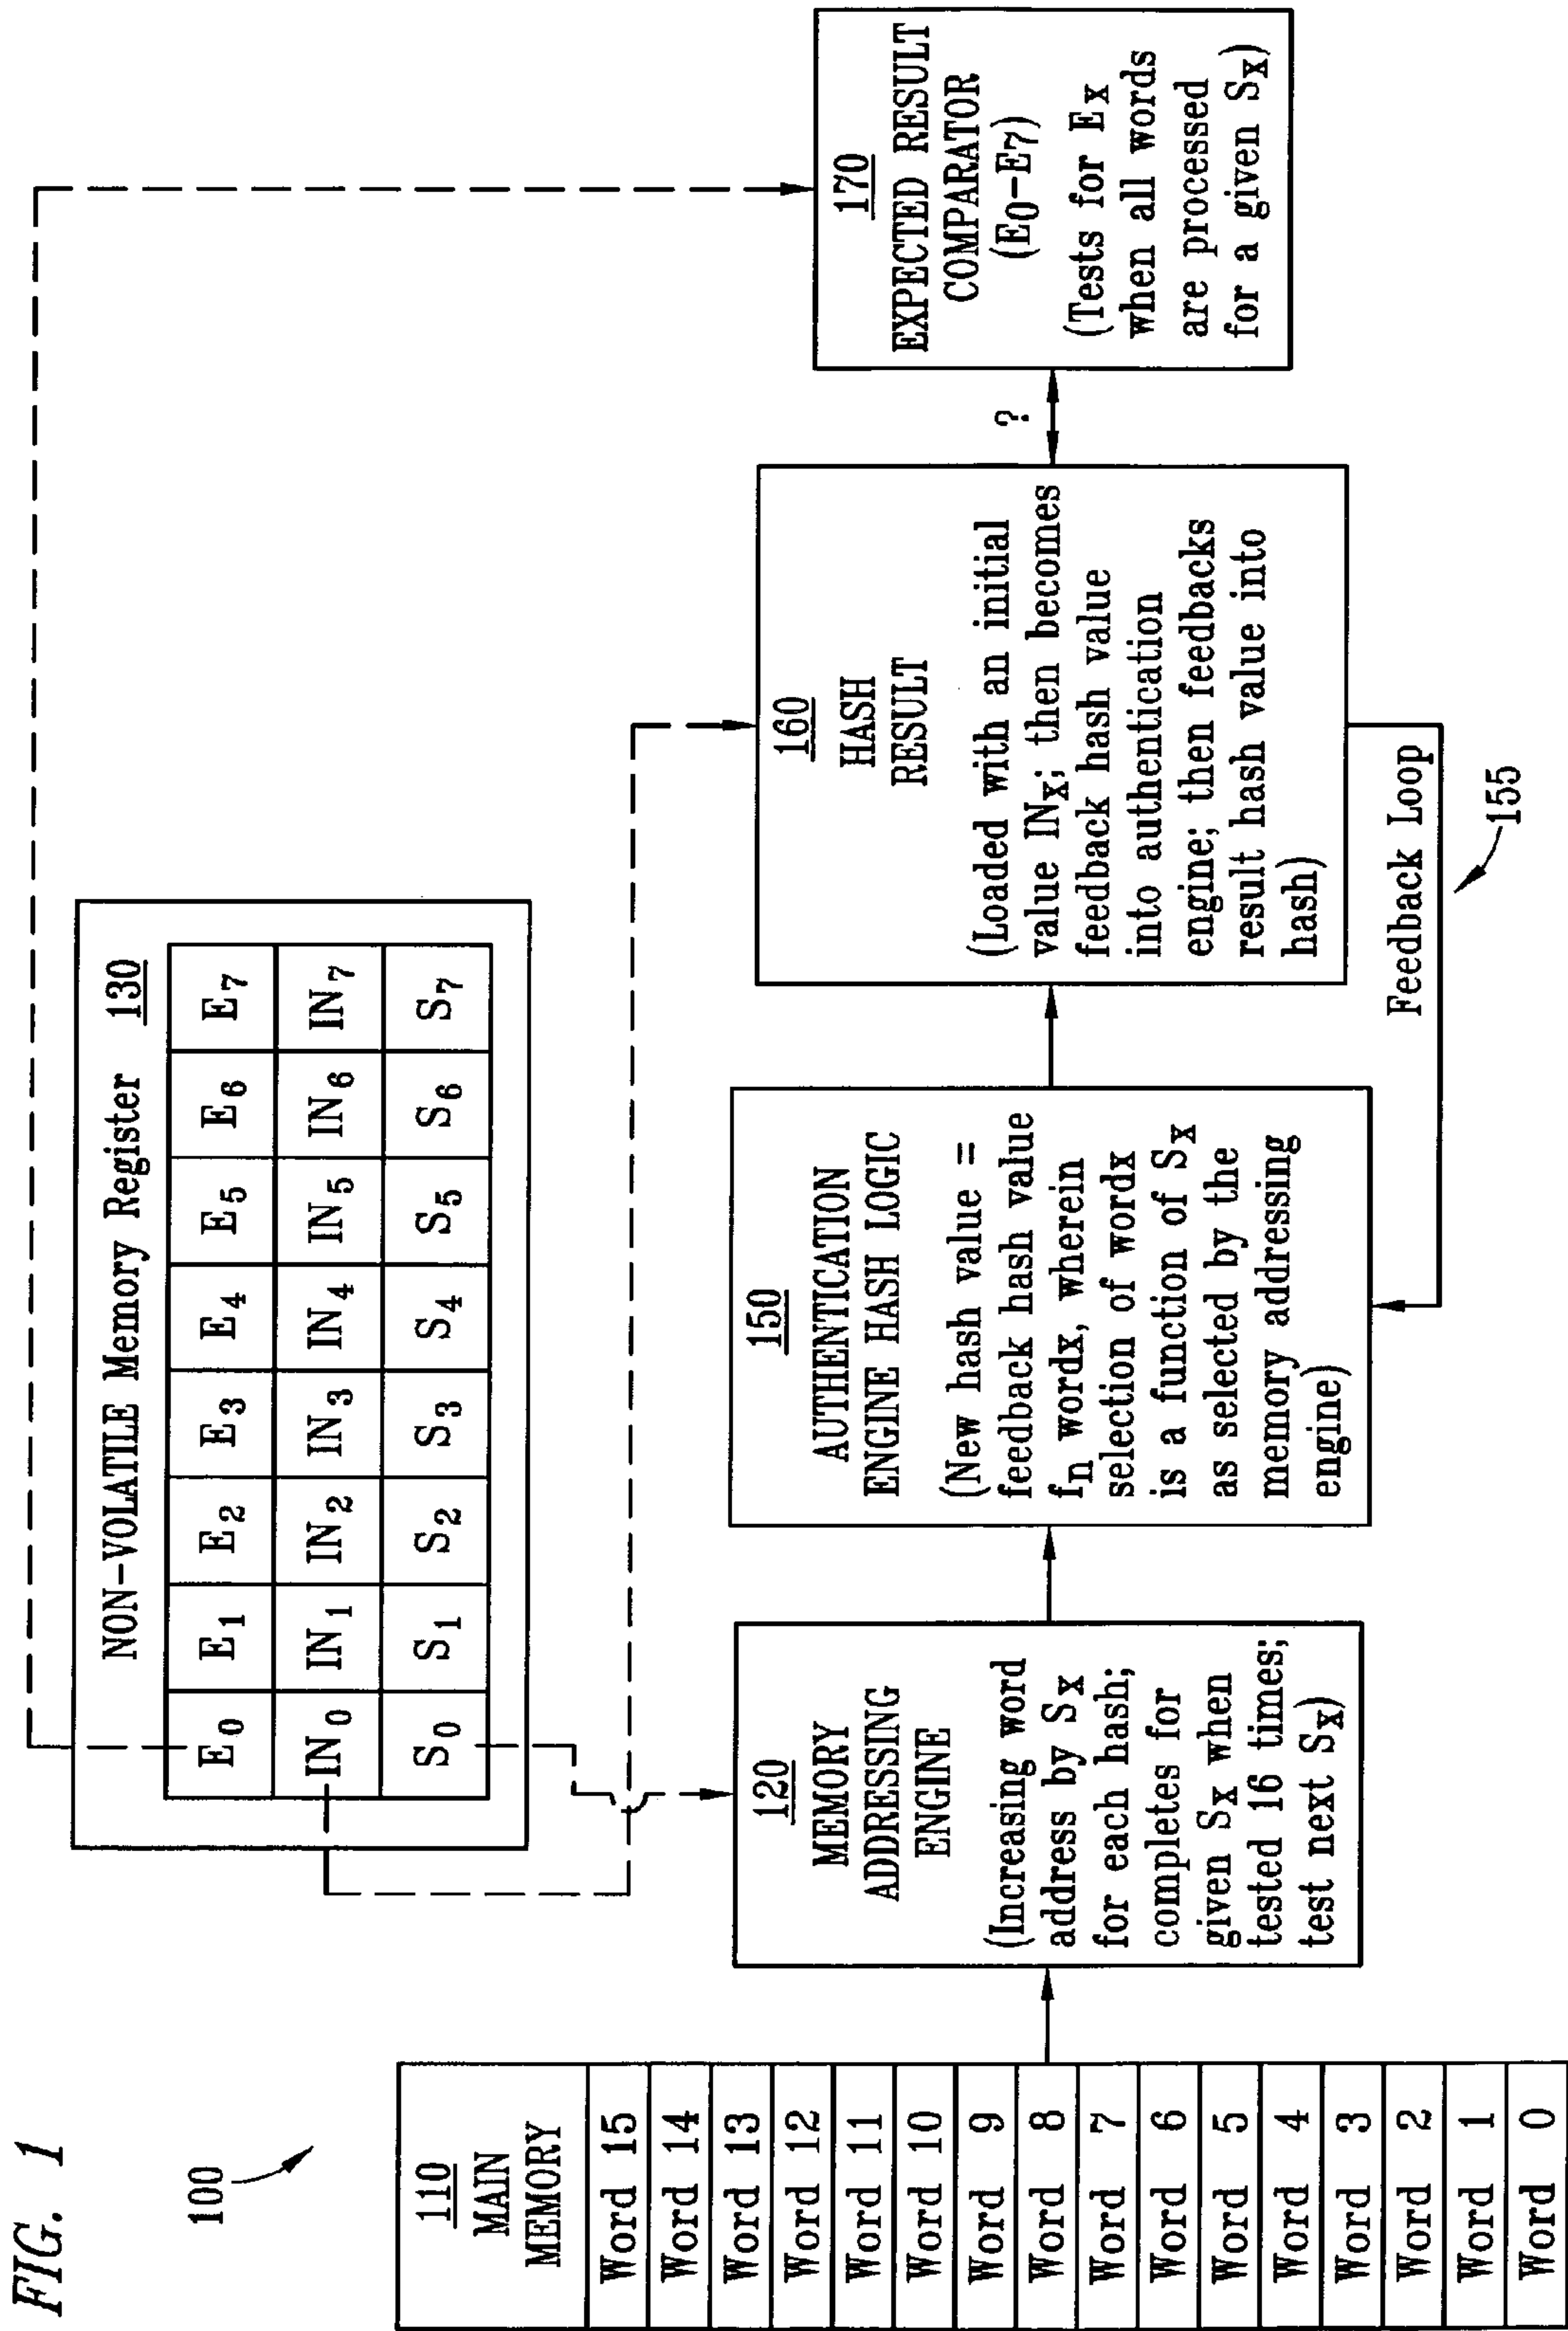 FIG. 1
100
110
MAIN
MEMORY
Word 15
Word 14
Word 13
Word 12
Word 11
Word 10
Word 9
Word 8
Word 7
Word 6
Word 5
Word 4
Word 3
Word 2
Word 1
Word 0
NON-VOLATILE Memory Register 130
E0 E1 E2 E3 E4 E5 E6 E7
IN0 IN1 IN2 IN3 IN4 IN5 IN6 IN7
S0 S1 S2 S3 S4 S5 S6 S7
120
MEMORY
ADDRESSING
ENGINE
(Increasing word
address by SX
for each hash;
completes for
given SX when
tested 16 times;
test next SX)
150
AUTHENTICATION
ENGINE HASH LOGIC
(New hash value =
feedback hash value
fn wordx, wherein
selection of wordx
is a function of SX
as selected by the
memory addressing
engine)
160
HASH
RESULT
(Loaded with an initial
value INX; then becomes
feedback hash value
into authentication
engine; then feedbacks
result hash value into
hash)
Feedback Loop
155
?
170
EXPECTED RESULT
COMPARATOR
(E0-E7)
(Tests for EX
when all words
are processed
for a given SX)